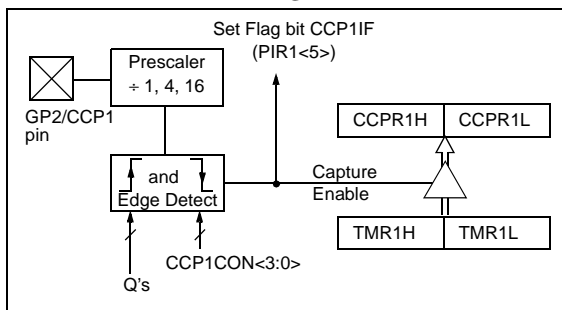 Set Flag bit CCP1IF
(PIR1<5>)
Prescaler
÷ 1, 4, 16
GP2/CCP1
pin
CCPR1H CCPR1L
and
Edge Detect
Capture
Enable
TMR1H TMR1L
CCP1CON<3:0>
Q's